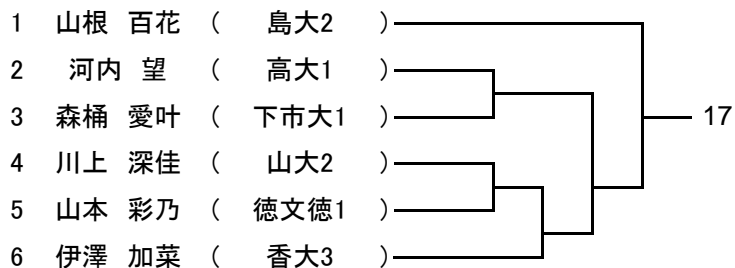 1 山根 百花 ( 島大2 )
2 河内 望 ( 高大1 )
3 森桶 愛叶 ( 下市大1 )
17
4 川上 深佳 ( 山大2 )
5 山本 彩乃 ( 徳文徳1 )
6 伊澤 加菜 ( 香大3 )